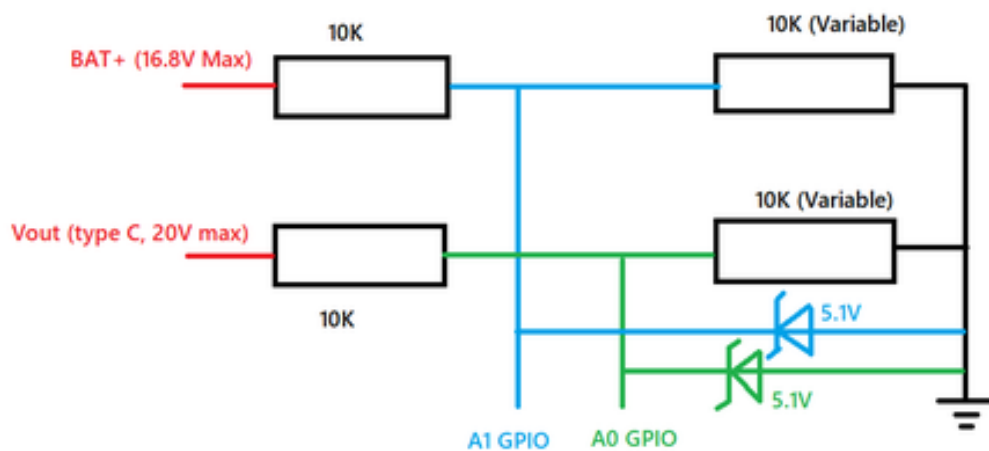 10K
10K (Variable)
BAT+ (16.8V Max)
10K (Variable)
Vout (type C, 20V max)
10K
5.1V
5.1V
A1 GPIO
A0 GPIO